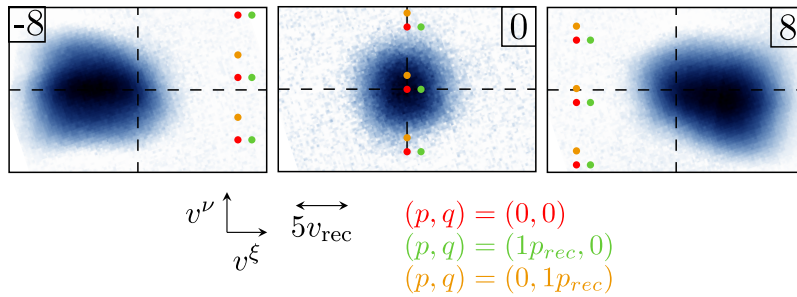 -8
0
8
v^ν
v^ξ
5v_rec
(p, q) = (0, 0)
(p, q) = (1p_rec, 0)
(p, q) = (0, 1p_rec)